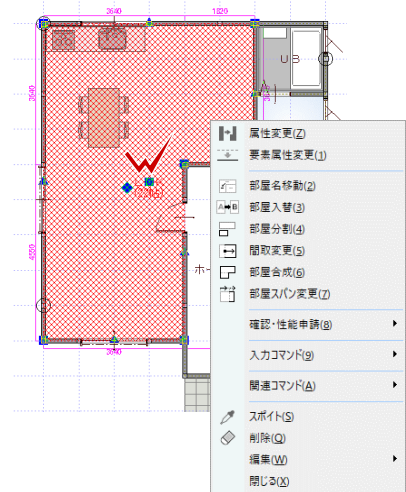 3640
1820
UB
3640
3640
(22帖)
4550
ホ
3640
属性変更(Z)
要素属性変更(1)
部屋名移動(2)
A B 部屋入替(3)
部屋分割(4)
間取変更(5)
部屋合成(6)
部屋スパン変更(7)
確認・性能申請(8)
入力コマンド(9)
関連コマンド(A)
スポイト(S)
削除(Q)
編集(W)
閉じる(X)